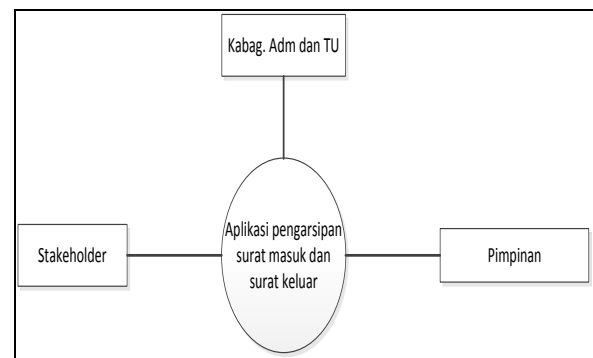 Kabag. Adm dan TU
Stakeholder
Aplikasi pengarsipan
surat masuk dan
surat keluar
Pimpinan